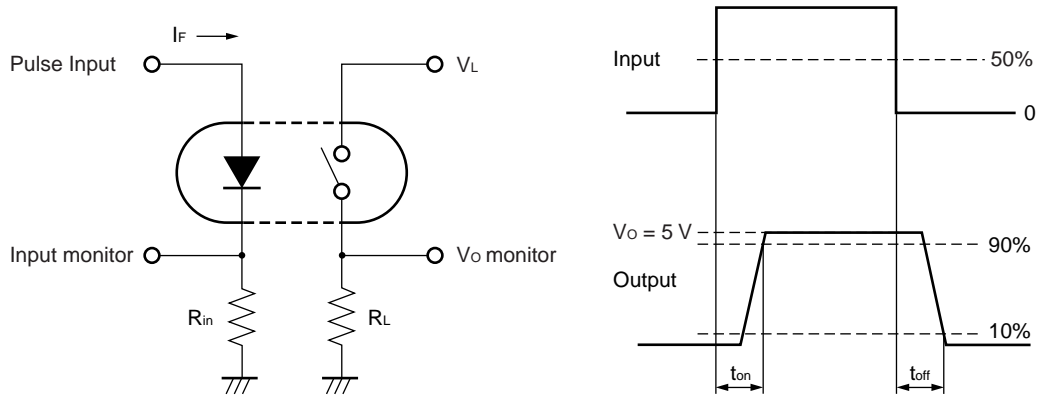 IF
Pulse Input
VL
Input monitor
VO monitor
Rin
RL
Input
50%
0
VO = 5 V
90%
Output
10%
ton
toff